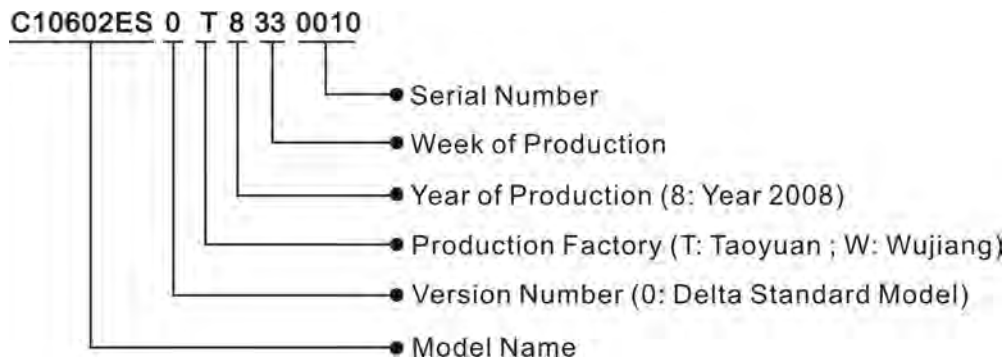 C10602ES 0 T 8 33 0010
Serial Number
Week of Production
Year of Production (8: Year 2008)
Production Factory (T: Taoyuan ; W: Wujiang)
Version Number (0: Delta Standard Model)
Model Name